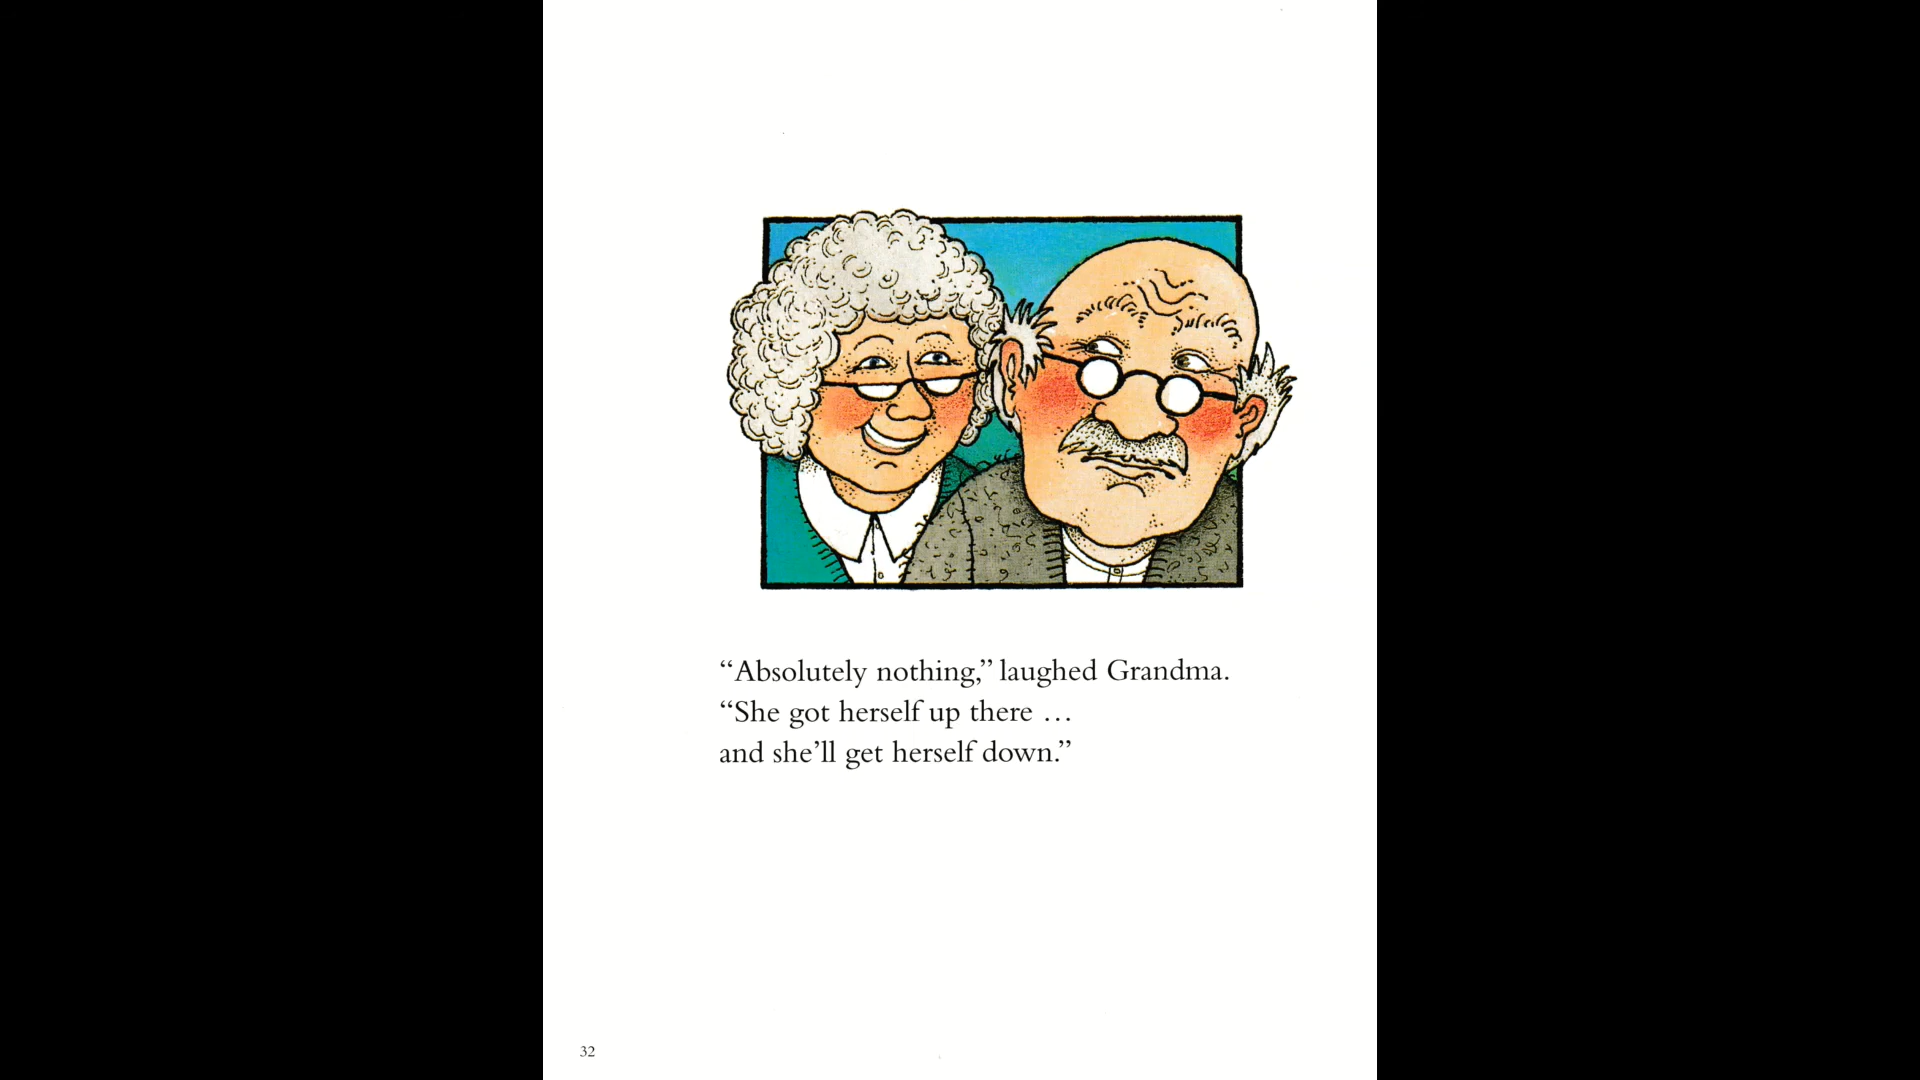 “Absolutely nothing,” laughed Grandma.
“She got herself up there …
and she’ll get herself down.”
32